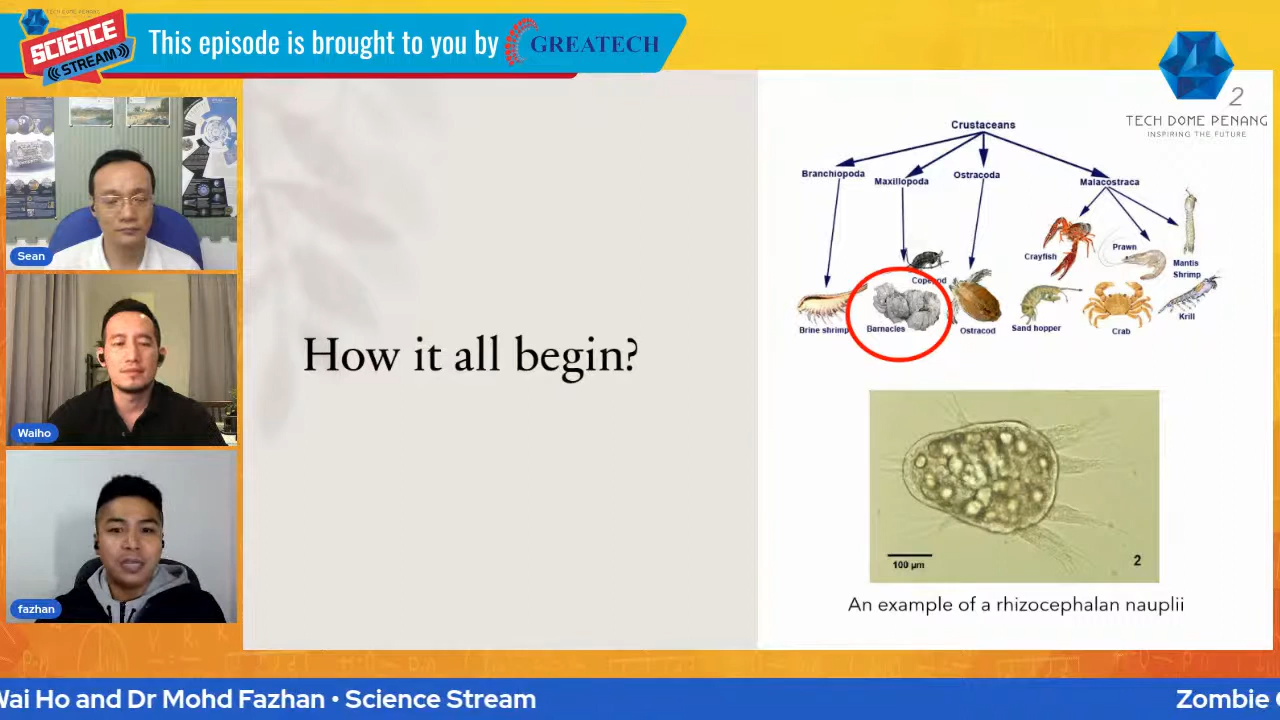 SCIENCE
STREAM
This episode is brought to you by GREATECH
2
TECH DOME PENANG
INSPIRING THE FUTURE
Sean
Waiho
fazhan
How it all begin?
Crustaceans
Branchiopoda
Maxillopoda
Ostracoda
Malacostraca
Crayfish
Prawn
Mantis
Shrimp
Copepod
Brine shrimp
Barnacles
Ostracod
Sand hopper
Crab
Krill
100 µm
2
An example of a rhizocephalan nauplii
Wai Ho and Dr Mohd Fazhan • Science Stream
Zombie